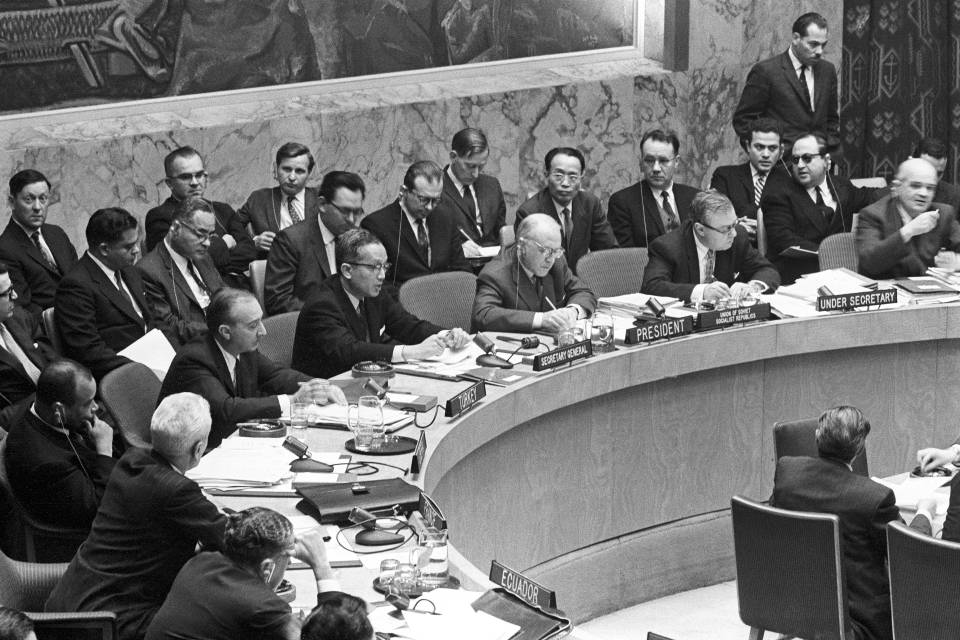 UNDER SECRETARY
UNION OF SOVIET
SOCIALIST REPUBLICS
PRESIDENT
SECRETARY GENERAL
TURKEY
ECUADOR